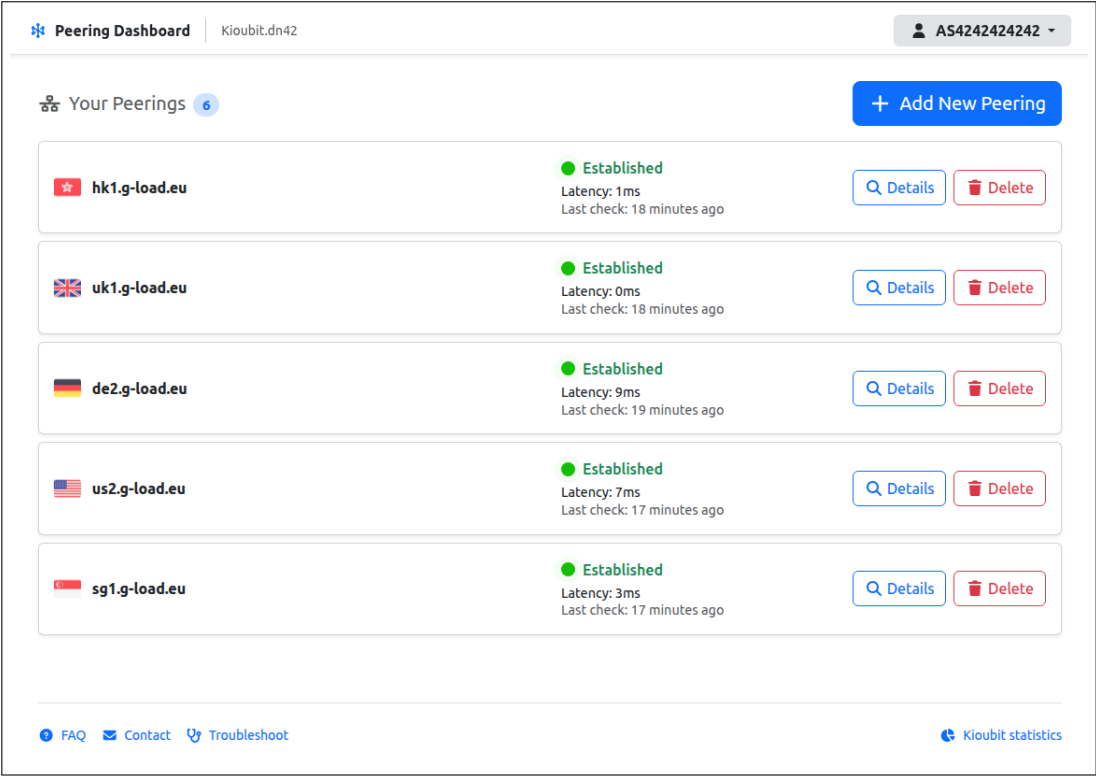 Peering Dashboard Kioubit.dn42 AS4242424242
Your Peerings 6 Add New Peering
hk1.g-load.eu
Established
Latency: 1ms
Last check: 18 minutes ago
Details Delete
uk1.g-load.eu
Established
Latency: 0ms
Last check: 18 minutes ago
Details Delete
de2.g-load.eu
Established
Latency: 9ms
Last check: 19 minutes ago
Details Delete
us2.g-load.eu
Established
Latency: 7ms
Last check: 17 minutes ago
Details Delete
sg1.g-load.eu
Established
Latency: 3ms
Last check: 17 minutes ago
Details Delete
FAQ Contact Troubleshoot Kioubit statistics